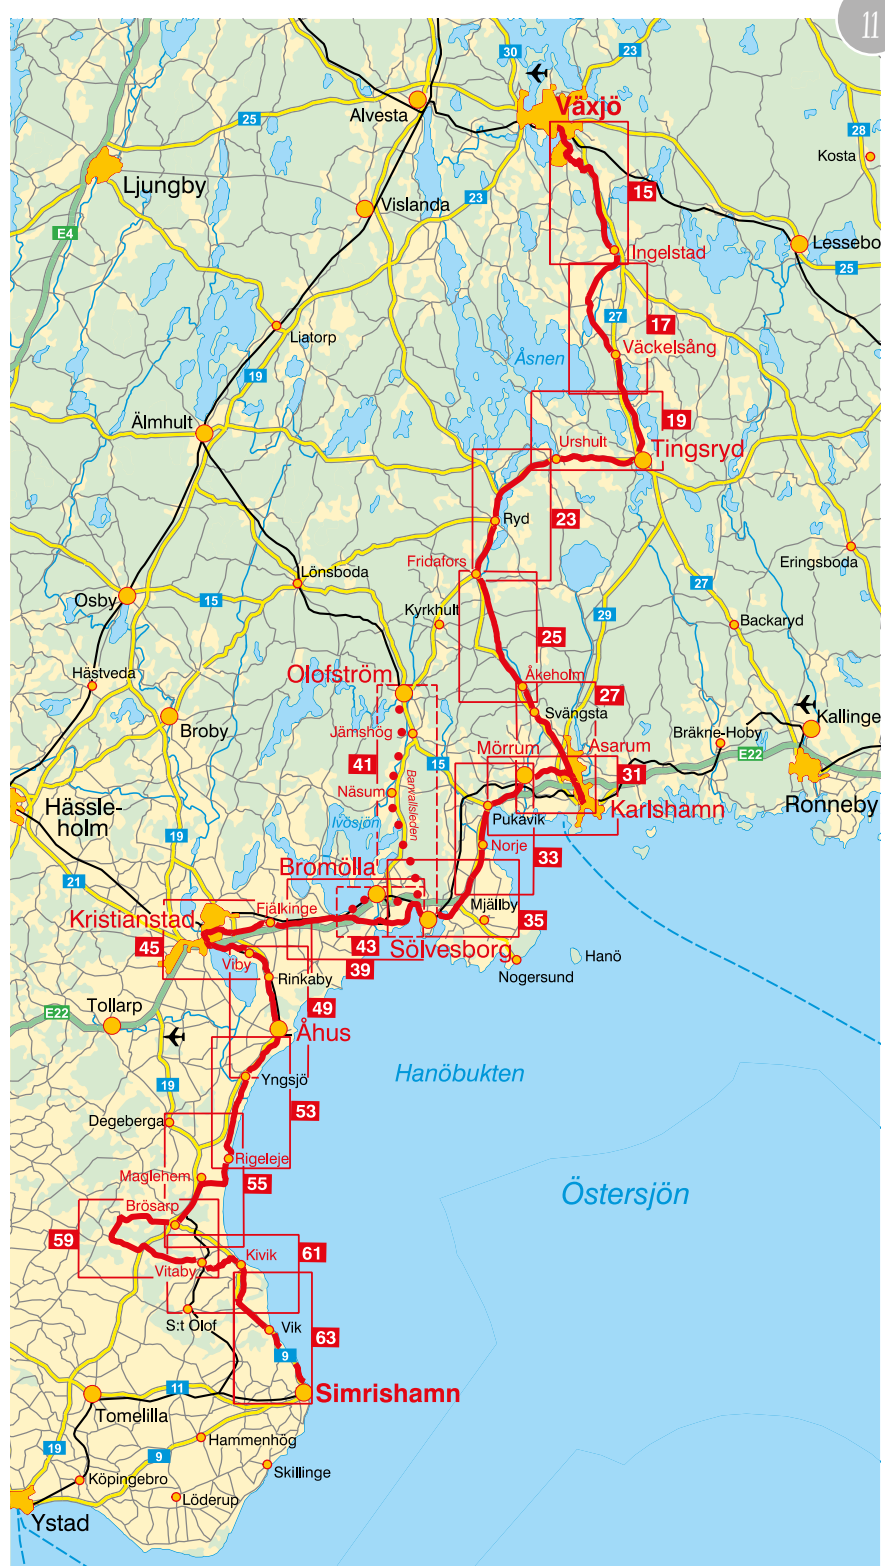 11
30
23
Växjö
Alvesta
25
28
Kosta
Ljungby
15
Vislanda
23
E4
Lessebo
Ingelstad
25
27
17
Liatorp
Väckelsång
Åsnen
19
Älmhult
19
Urshult
Tingsryd
23
Ryd
Fridafors
Eringsboda
Lönsboda
27
Osby
15
Kyrkhult
29
Backaryd
25
Hästveda
Olofström
Åkeholm
27
Svängsta
Kallinge
Broby
Jämshög
Bräkne-Hoby
Mörrum
Asarum
E22
41
15
31
Barnvallsleden
Näsum
Ronneby
Hässle-
holm
Karlshamn
Ivösjön
Pukavik
19
Norje
33
Bromölla
21
Kristianstad
Fjälkinge
Mjällby
35
45
43
Sölvesborg
Viby
39
Hanö
Rinkaby
Nogersund
Tollarp
49
E22
Åhus
Hanöbukten
Yngsjö
19
53
Degeberga
Rigeleje
Maglehem
55
Östersjön
Brösarp
59
61
Kivik
Vitaby
S:t Olof
Vik
63
9
11
Simrishamn
Tomelilla
Hammenhög
19
9
Skillinge
Köpingebro
Löderup
Ystad